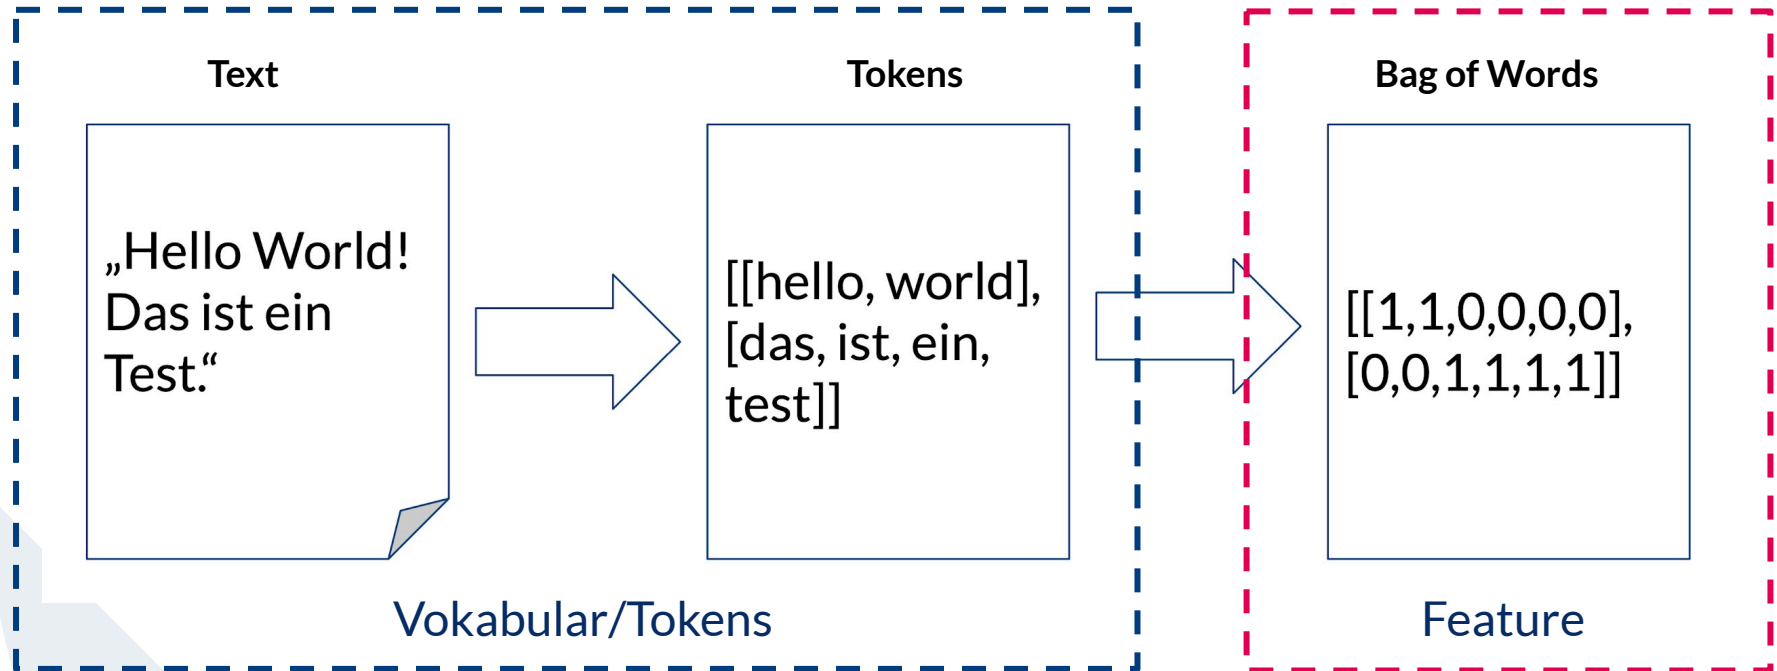 Text
„Hello World!
Das ist ein
Test.“
Tokens
[[hello, world],
[das, ist, ein,
test]]
Vokabular/Tokens
Bag of Words
[[1,1,0,0,0,0],
[0,0,1,1,1,1]]
Feature